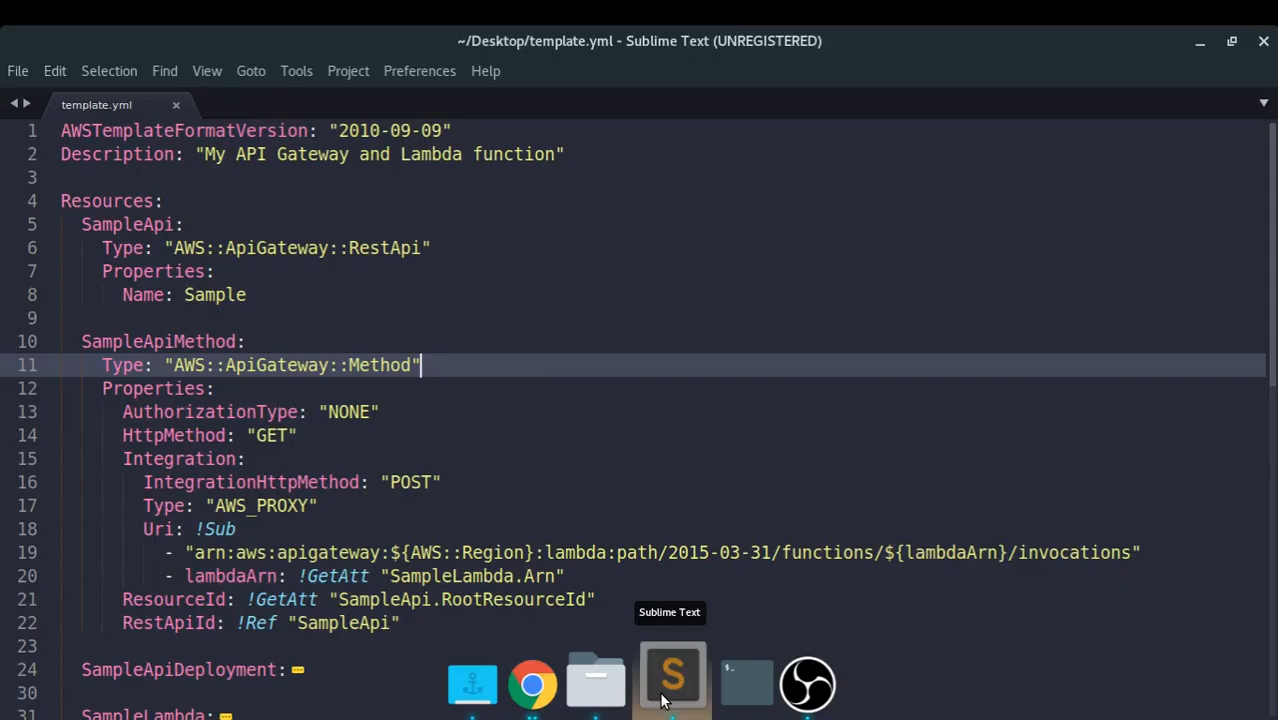 ~/Desktop/template.yml - Sublime Text (UNREGISTERED)
File Edit Selection Find View Goto Tools Project Preferences Help
template.yml
1 AWSTemplateFormatVersion: "2010-09-09"
2 Description: "My API Gateway and Lambda function"
3
4 Resources:
5 SampleApi:
6 Type: "AWS::ApiGateway::RestApi"
7 Properties:
8 Name: Sample
9
10 SampleApiMethod:
11 Type: "AWS::ApiGateway::Method"
12 Properties:
13 AuthorizationType: "NONE"
14 HttpMethod: "GET"
15 Integration:
16 IntegrationHttpMethod: "POST"
17 Type: "AWS_PROXY"
18 Uri: !Sub
19 - "arn:aws:apigateway:${AWS::Region}:lambda:path/2015-03-31/functions/${lambdaArn}/invocations"
20 - lambdaArn: !GetAtt "SampleLambda.Arn"
21 ResourceId: !GetAtt "SampleApi.RootResourceId"
22 RestApiId: !Ref "SampleApi"
Sublime Text
23
24 SampleApiDeployment:
30
31 SampleLambda:
S
$_